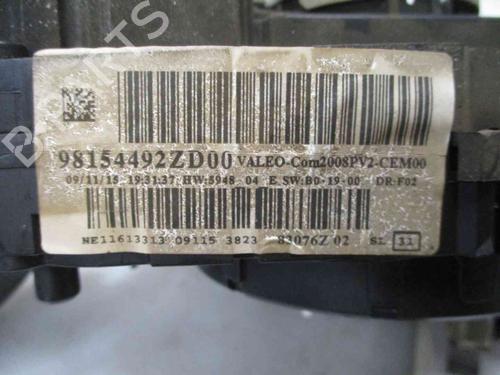 98154492ZD00 VALEO-Com2008PV2-CEM00
09/11/15 19:31:37 HW:5948 04 E SW:B0-19-00 DR:F02
NE11613313 09115 3823 83076Z 02 SL 11